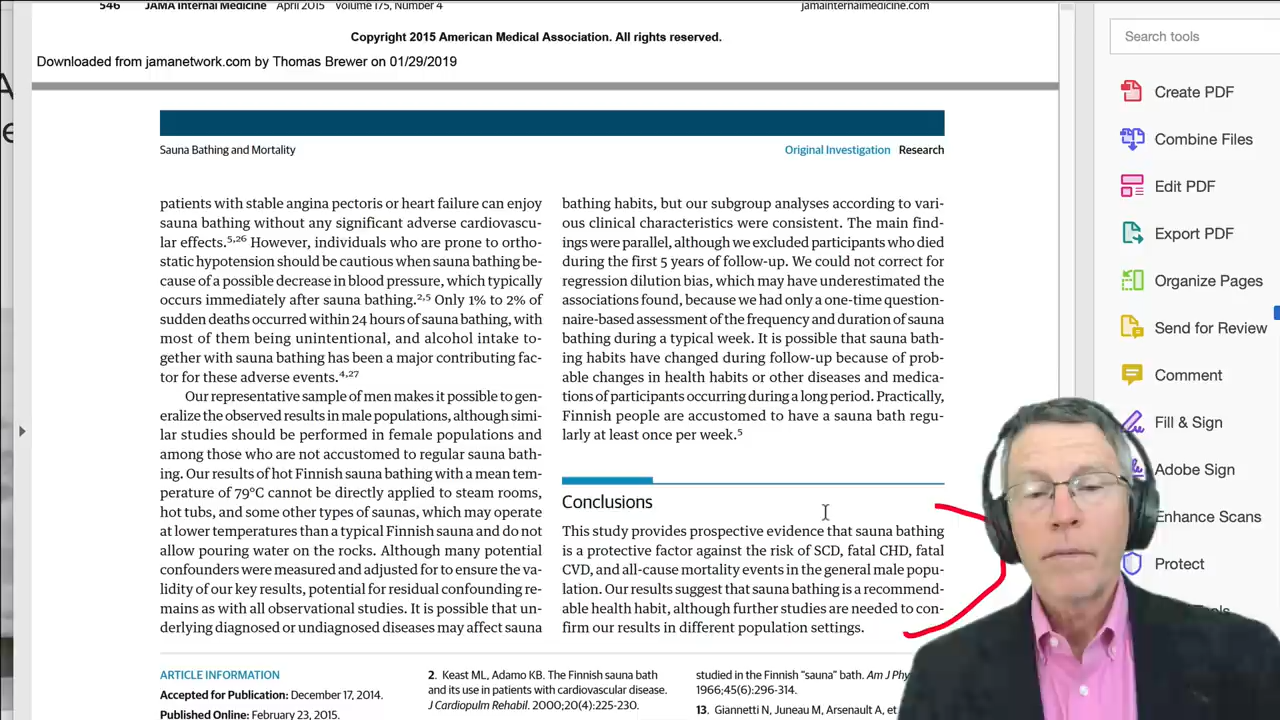 546 JAMA Internal Medicine April 2015 Volume 175, Number 4 jamainternalmedicine.com
Copyright 2015 American Medical Association. All rights reserved.
Downloaded from jamanetwork.com by Thomas Brewer on 01/29/2019
Sauna Bathing and Mortality
Original Investigation Research
patients with stable angina pectoris or heart failure can enjoy
sauna bathing without any significant adverse cardiovascu-
lar effects.5,26 However, individuals who are prone to ortho-
static hypotension should be cautious when sauna bathing be-
cause of a possible decrease in blood pressure, which typically
occurs immediately after sauna bathing.2,5 Only 1% to 2% of
sudden deaths occurred within 24 hours of sauna bathing, with
most of them being unintentional, and alcohol intake to-
gether with sauna bathing has been a major contributing fac-
tor for these adverse events.4,27
Our representative sample of men makes it possible to gen-
eralize the observed results in male populations, although simi-
lar studies should be performed in female populations and
among those who are not accustomed to regular sauna bath-
ing. Our results of hot Finnish sauna bathing with a mean tem-
perature of 79°C cannot be directly applied to steam rooms,
hot tubs, and some other types of saunas, which may operate
at lower temperatures than a typical Finnish sauna and do not
allow pouring water on the rocks. Although many potential
confounders were measured and adjusted for to ensure the va-
lidity of our key results, potential for residual confounding re-
mains as with all observational studies. It is possible that un-
derlying diagnosed or undiagnosed diseases may affect sauna
bathing habits, but our subgroup analyses according to vari-
ous clinical characteristics were consistent. The main find-
ings were parallel, although we excluded participants who died
during the first 5 years of follow-up. We could not correct for
regression dilution bias, which may have underestimated the
associations found, because we had only a one-time question-
naire-based assessment of the frequency and duration of sauna
bathing during a typical week. It is possible that sauna bath-
ing habits have changed during follow-up because of prob-
able changes in health habits or other diseases and medica-
tions of participants occurring during a long period. Practically,
Finnish people are accustomed to have a sauna bath regu-
larly at least once per week.5
Conclusions
This study provides prospective evidence that sauna bathing
is a protective factor against the risk of SCD, fatal CHD, fatal
CVD, and all-cause mortality events in the general male popu-
lation. Our results suggest that sauna bathing is a recommend-
able health habit, although further studies are needed to con-
firm our results in different population settings.
ARTICLE INFORMATION
Accepted for Publication: December 17, 2014.
Published Online: February 23, 2015.
2. Keast ML, Adamo KB. The Finnish sauna bath
and its use in patients with cardiovascular disease.
J Cardiopulm Rehabil. 2000;20(4):225-230.
studied in the Finnish "sauna" bath. Am J Phy
1966;45(6):296-314.
13. Giannetti N, Juneau M, Arsenault A, et
Search tools
Create PDF
Combine Files
Edit PDF
Export PDF
Organize Pages
Send for Review
Comment
Fill & Sign
Adobe Sign
Enhance Scans
Protect